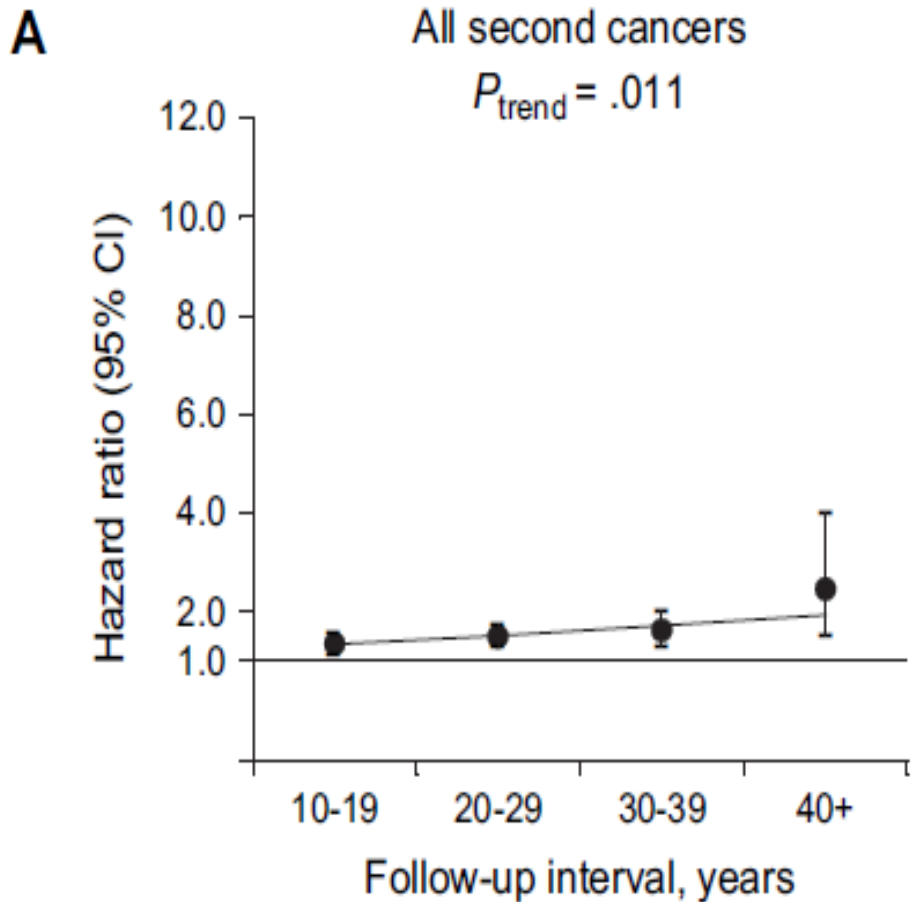 A
All second cancers
Ptrend = .011
12.0
10.0
8.0
6.0
4.0
2.0
1.0
Hazard ratio (95% CI)
10-19 20-29 30-39 40+
Follow-up interval, years